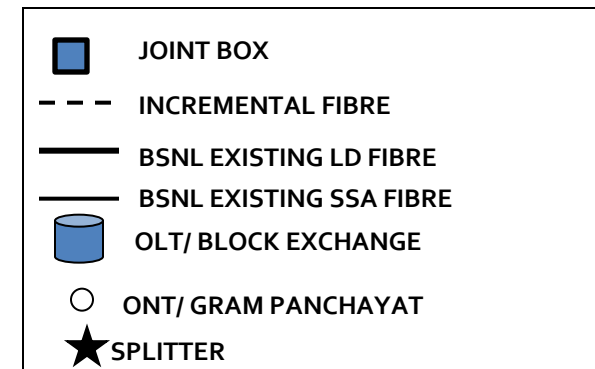 JOINT BOX
INCREMENTAL FIBRE
BSNL EXISTING LD FIBRE
BSNL EXISTING SSA FIBRE
OLT/ BLOCK EXCHANGE
ONT/ GRAM PANCHAYAT
SPLITTER